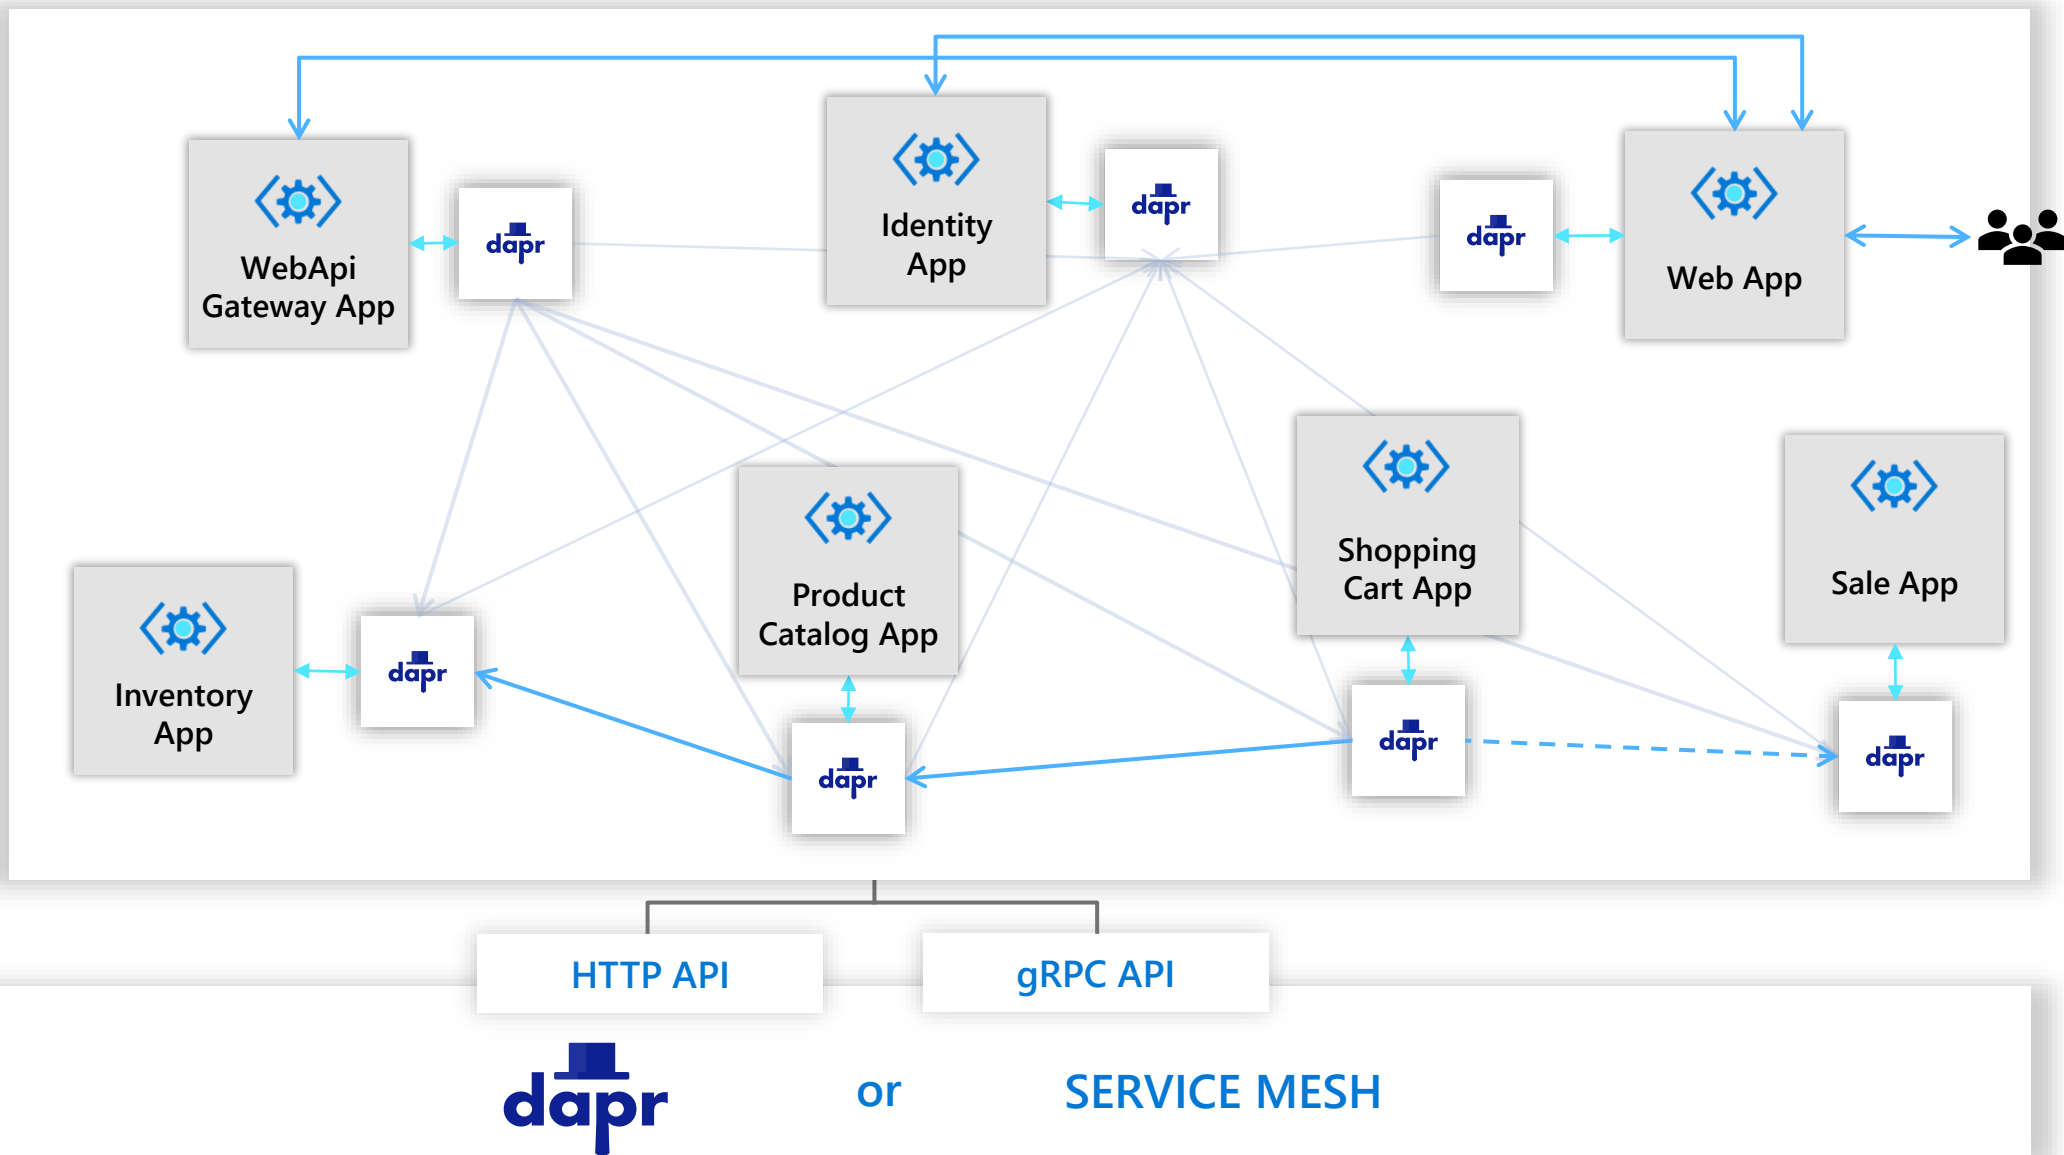 Identity
App
dapr
WebApi
Gateway App
dapr
dapr
Web App
Shopping
Cart App
Sale App
Product
Catalog App
Inventory
App
dapr
dapr
dapr
dapr
HTTP API
gRPC API
dapr
or
SERVICE MESH